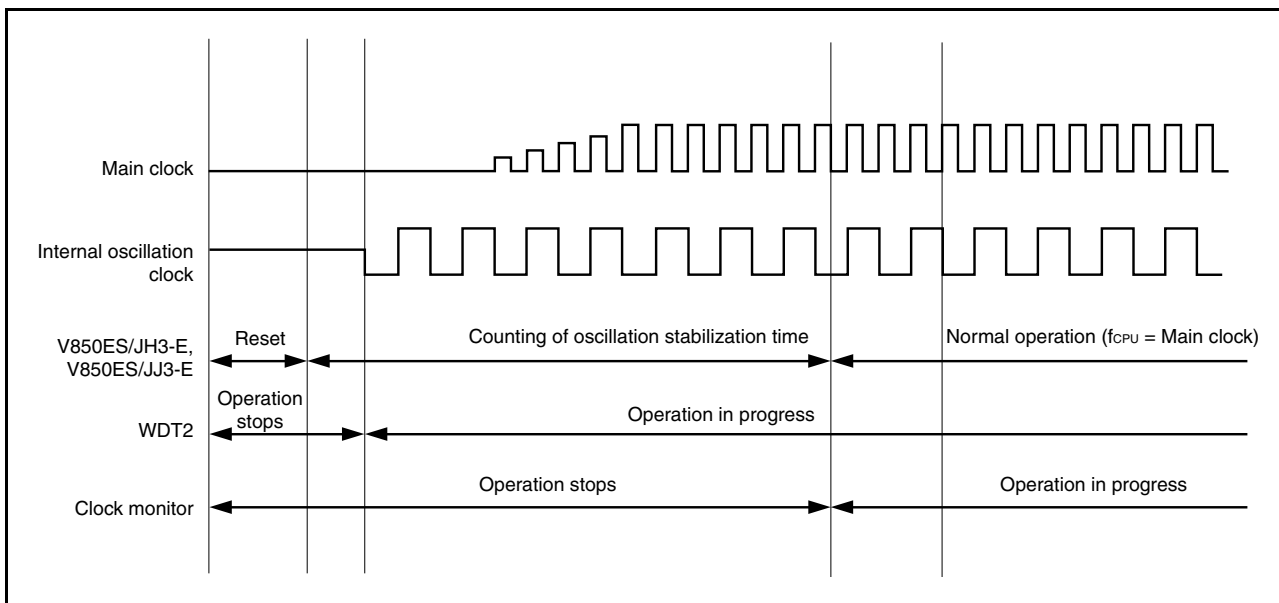 Main clock
Internal oscillation
clock
V850ES/JH3-E,
V850ES/JJ3-E
Reset
Counting of oscillation stabilization time
Normal operation (fCPU = Main clock)
WDT2
Operation
stops
Operation in progress
Clock monitor
Operation stops
Operation in progress